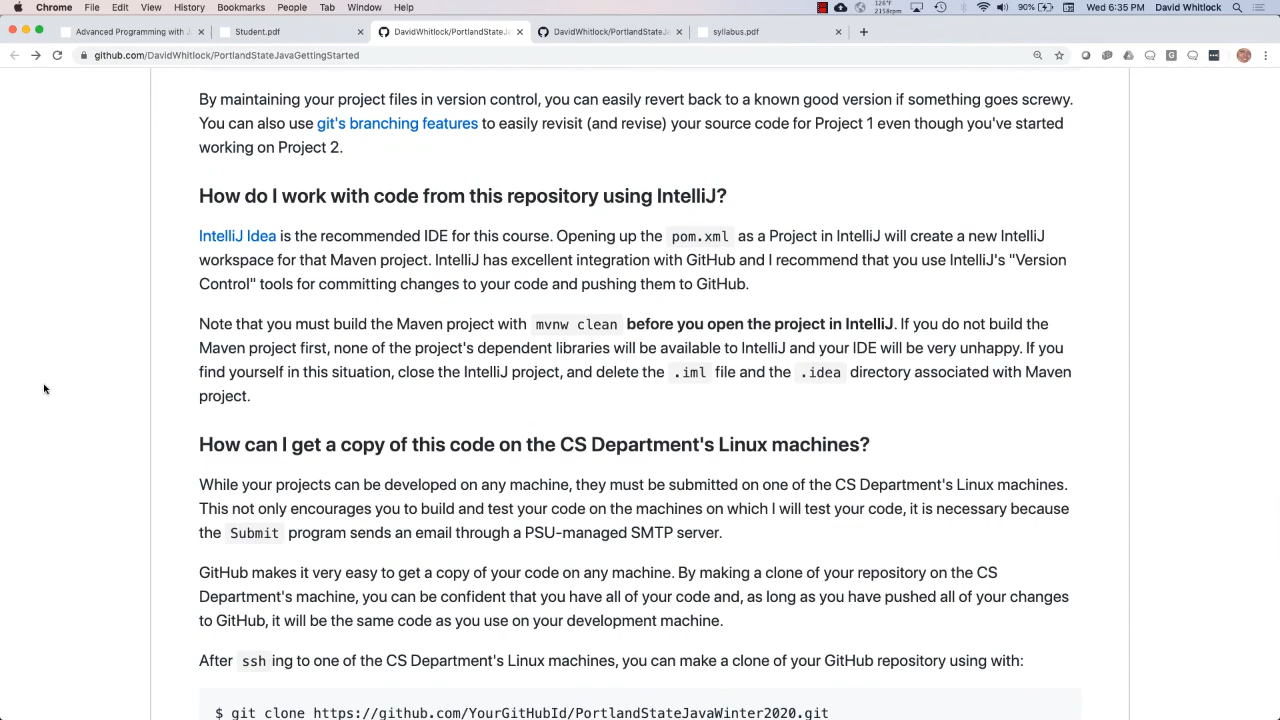 Chrome File Edit View History Bookmarks People Tab Window Help 126°F 2158rpm 90% Wed 6:35 PM David Whitlock
Advanced Programming with J Student.pdf DavidWhitlock/PortlandStateJa DavidWhitlock/PortlandStateJa syllabus.pdf
github.com/DavidWhitlock/PortlandStateJavaGettingStarted
By maintaining your project files in version control, you can easily revert back to a known good version if something goes screwy.
You can also use git's branching features to easily revisit (and revise) your source code for Project 1 even though you've started
working on Project 2.
How do I work with code from this repository using IntelliJ?
IntelliJ Idea is the recommended IDE for this course. Opening up the pom.xml as a Project in IntelliJ will create a new IntelliJ
workspace for that Maven project. IntelliJ has excellent integration with GitHub and I recommend that you use IntelliJ's "Version
Control" tools for committing changes to your code and pushing them to GitHub.
Note that you must build the Maven project with mvnw clean before you open the project in IntelliJ. If you do not build the
Maven project first, none of the project's dependent libraries will be available to IntelliJ and your IDE will be very unhappy. If you
find yourself in this situation, close the IntelliJ project, and delete the .iml file and the .idea directory associated with Maven
project.
How can I get a copy of this code on the CS Department's Linux machines?
While your projects can be developed on any machine, they must be submitted on one of the CS Department's Linux machines.
This not only encourages you to build and test your code on the machines on which I will test your code, it is necessary because
the Submit program sends an email through a PSU-managed SMTP server.
GitHub makes it very easy to get a copy of your code on any machine. By making a clone of your repository on the CS
Department's machine, you can be confident that you have all of your code and, as long as you have pushed all of your changes
to GitHub, it will be the same code as you use on your development machine.
After ssh ing to one of the CS Department's Linux machines, you can make a clone of your GitHub repository using with:
$ git clone https://github.com/YourGitHubId/PortlandStateJavaWinter2020.git